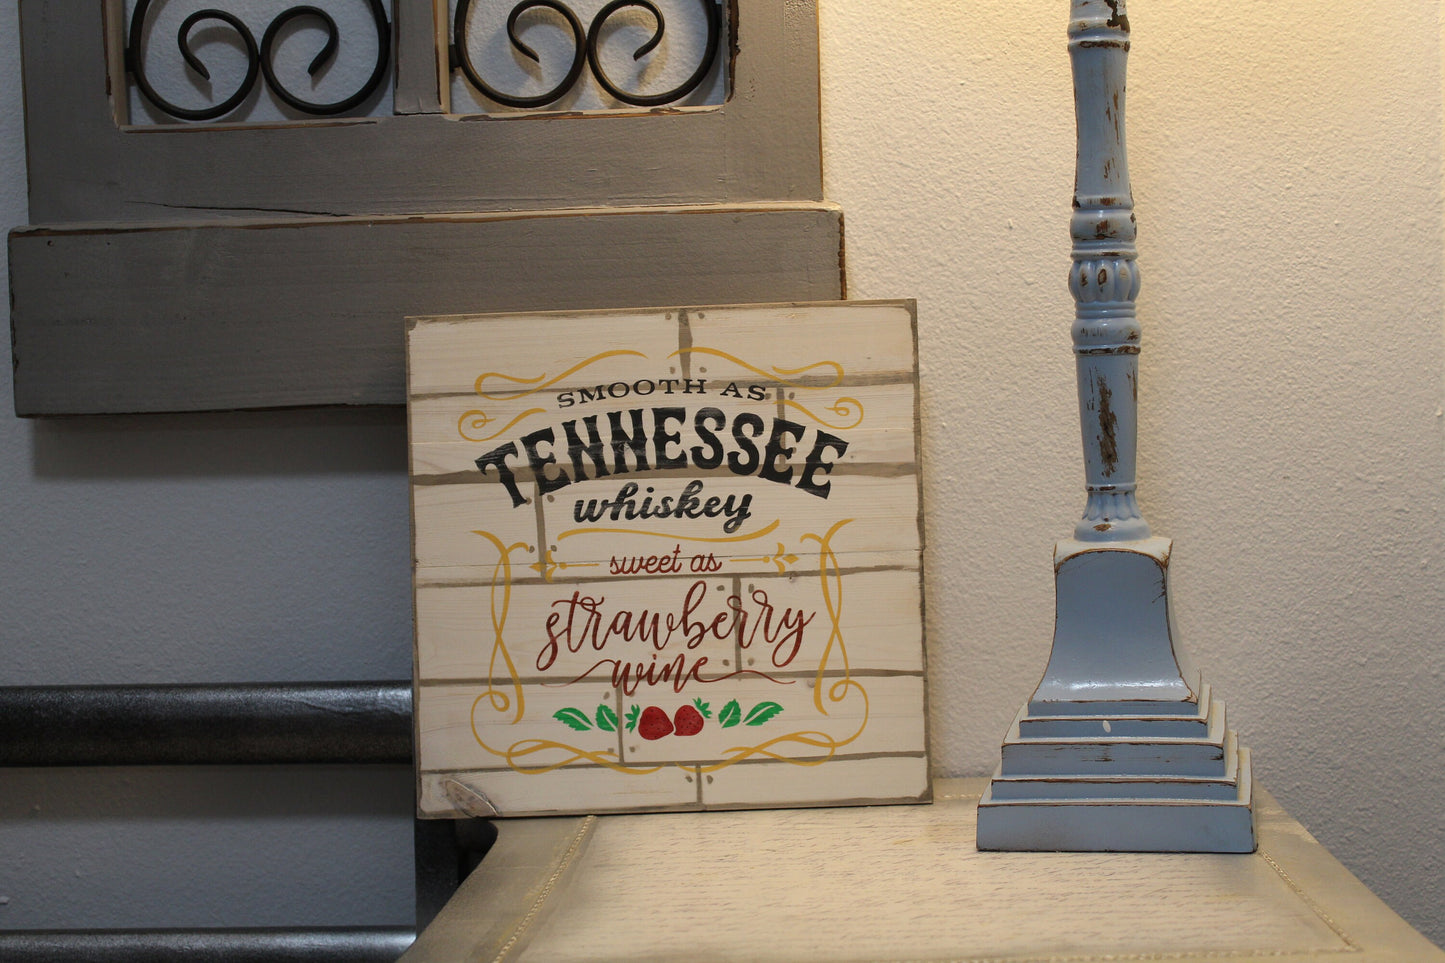 SMOOTH AS
TENNESSEE
whiskey
sweet as
strawberry
wine